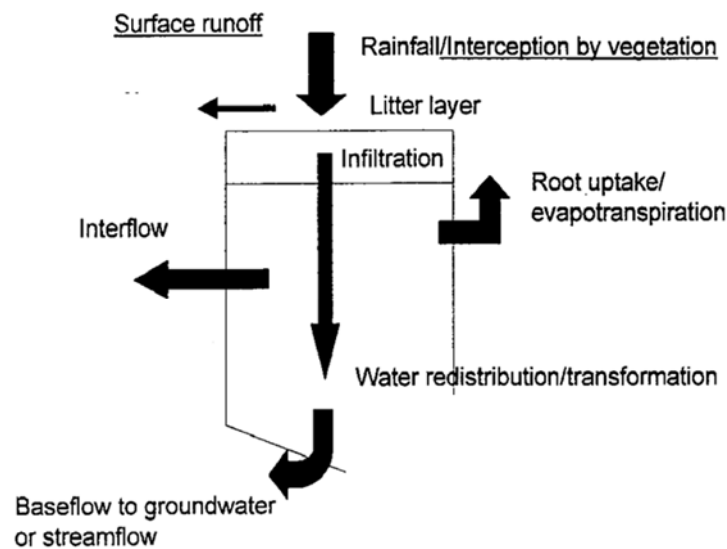 Surface runoff
Rainfall/Interception by vegetation
Litter layer
Infiltration
Root uptake/
evapotranspiration
Interflow
Water redistribution/transformation
Baseflow to groundwater
or streamflow